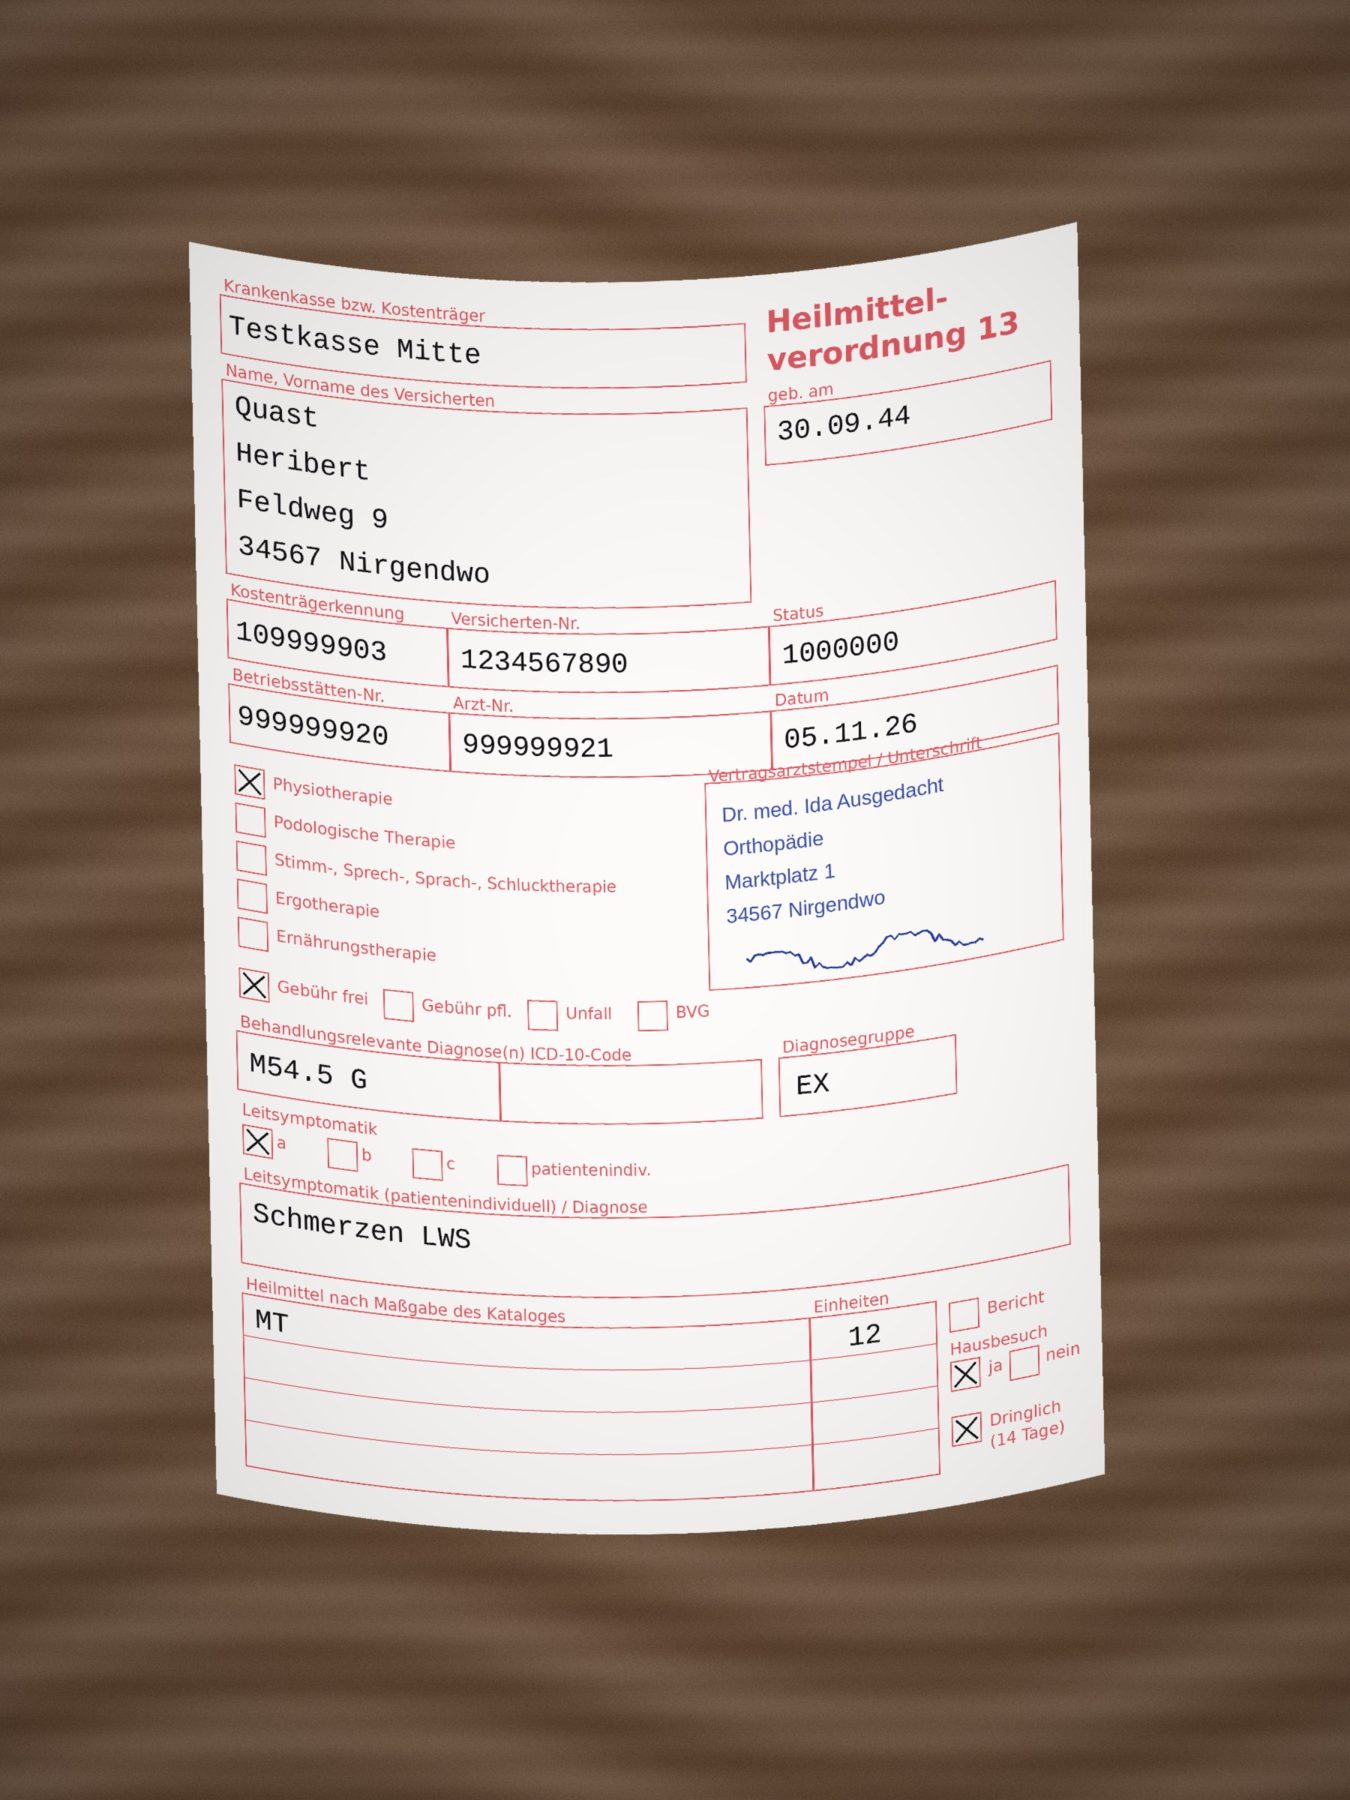 Krankenkasse bzw. Kostenträger
Testkasse Mitte
Heilmittel-
verordnung 13
Name, Vorname des Versicherten
Quast
Heribert
Feldweg 9
34567 Nirgendwo
geb. am
30.09.44
Kostenträgerkennung Versicherten-Nr. Status
109999903 1234567890 1000000
Betriebsstätten-Nr. Arzt-Nr. Datum
999999920 999999921 05.11.26
Physiotherapie
Podologische Therapie
Stimm-, Sprech-, Sprach-, Schlucktherapie
Ergotherapie
Ernährungstherapie
Vertragsarztstempel / Unterschrift
Dr. med. Ida Ausgedacht
Orthopädie
Marktplatz 1
34567 Nirgendwo
Gebühr frei Gebühr pfl. Unfall BVG
Behandlungsrelevante Diagnose(n) ICD-10-Code Diagnosegruppe
M54.5 G EX
Leitsymptomatik
a b c patientenindiv.
Leitsymptomatik (patientenindividuell) / Diagnose
Schmerzen LWS
Heilmittel nach Maßgabe des Kataloges Einheiten
MT 12
Bericht
Hausbesuch
ja nein
Dringlich
(14 Tage)